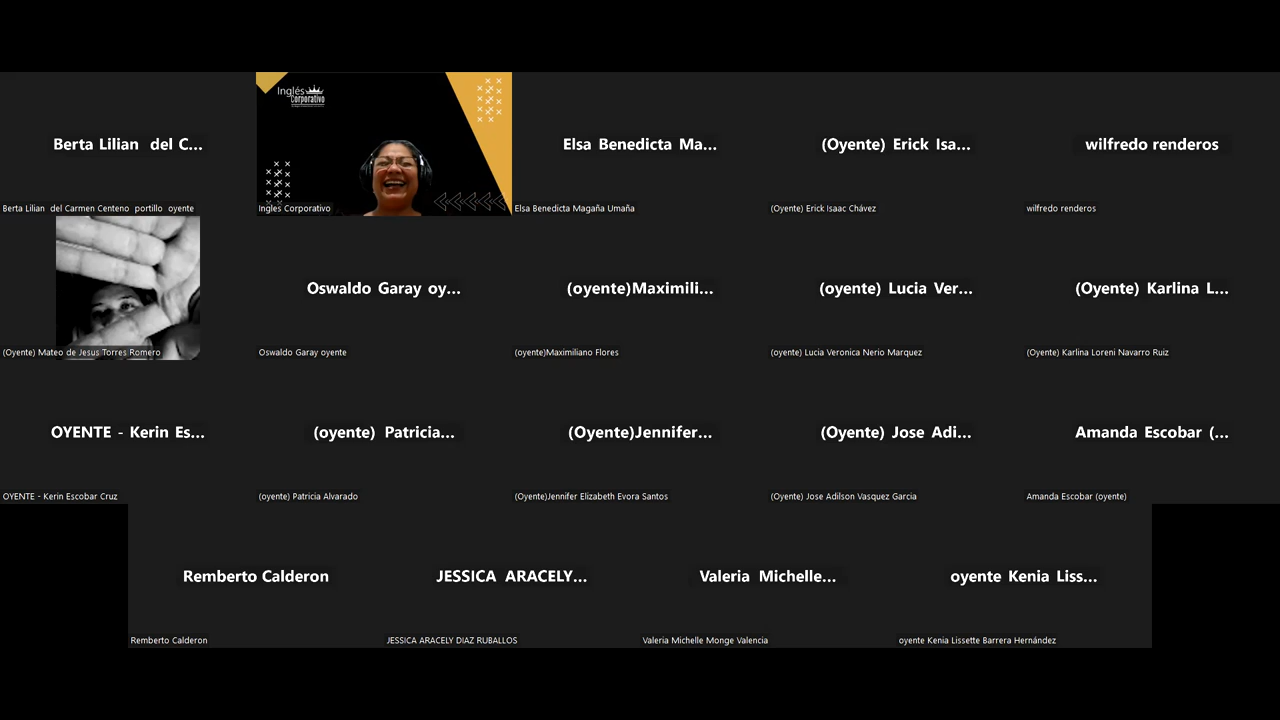 Berta Lilian del C...
Berta Lilian del Carmen Centeno portillo oyente
Inglés
Corporativo
Ingles Corporativo
Elsa Benedicta Ma...
Elsa Benedicta Magaña Umaña
(Oyente) Erick Isa...
(Oyente) Erick Isaac Chávez
wilfredo renderos
wilfredo renderos
(Oyente) Mateo de Jesus Torres Romero
Oswaldo Garay oy...
Oswaldo Garay oyente
(oyente)Maximili...
(oyente)Maximiliano Flores
(oyente) Lucia Ver...
(oyente) Lucia Veronica Nerio Marquez
(Oyente) Karlina L...
(Oyente) Karlina Loreni Navarro Ruiz
OYENTE - Kerin Es...
OYENTE - Kerin Escobar Cruz
(oyente) Patricia...
(oyente) Patricia Alvarado
(Oyente)Jennifer...
(Oyente)Jennifer Elizabeth Evora Santos
(Oyente) Jose Adi...
(Oyente) Jose Adilson Vasquez Garcia
Amanda Escobar (...
Amanda Escobar (oyente)
Remberto Calderon
Remberto Calderon
JESSICA ARACELY...
JESSICA ARACELY DIAZ RUBALLOS
Valeria Michelle...
Valeria Michelle Monge Valencia
oyente Kenia Liss...
oyente Kenia Lissette Barrera Hernández